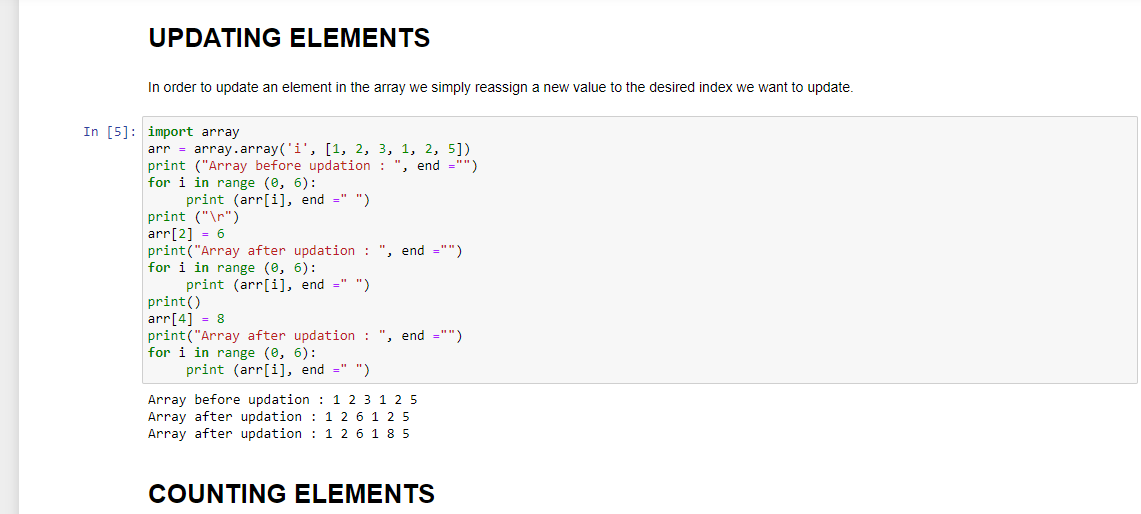 UPDATING ELEMENTS
In order to update an element in the array we simply reassign a new value to the desired index we want to update.
In [5]: import array
arr = array.array('i', [1, 2, 3, 1, 2, 5])
print ("Array before updation : ", end ="")
for i in range (0, 6):
     print (arr[i], end =" ")
print ("\r")
arr[2] = 6
print("Array after updation : ", end ="")
for i in range (0, 6):
     print (arr[i], end =" ")
print()
arr[4] = 8
print("Array after updation : ", end ="")
for i in range (0, 6):
     print (arr[i], end =" ")
Array before updation : 1 2 3 1 2 5
Array after updation : 1 2 6 1 2 5
Array after updation : 1 2 6 1 8 5
COUNTING ELEMENTS